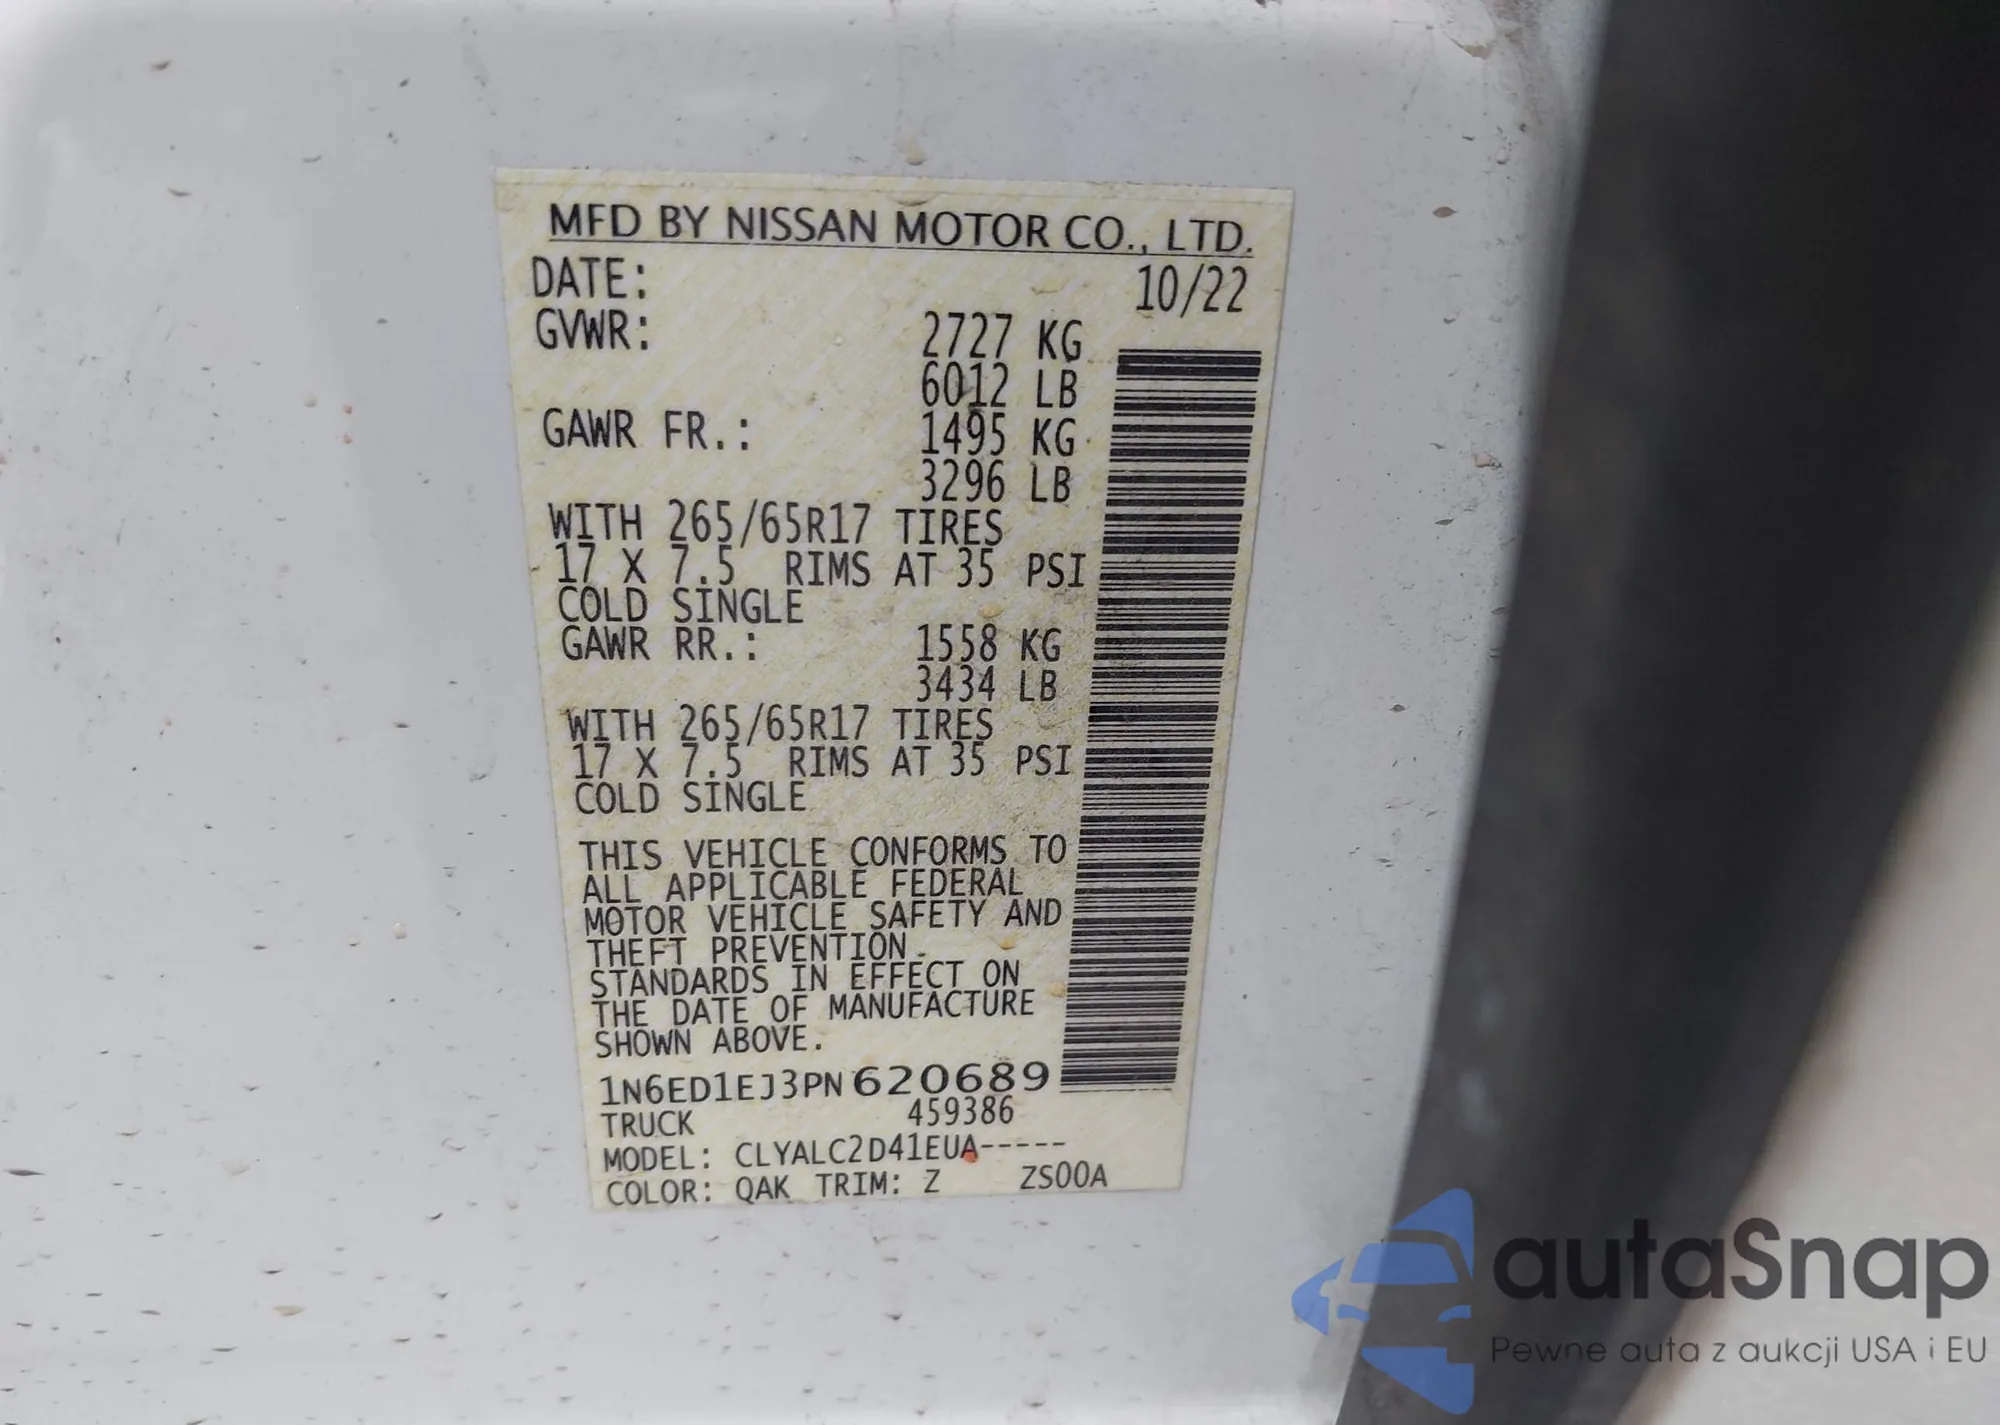 MFD BY NISSAN MOTOR CO., LTD.
DATE: 10/22
GVWR: 2727 KG
6012 LB
GAWR FR.: 1495 KG
3296 LB
WITH 265/65R17 TIRES
17 X 7.5 RIMS AT 35 PSI
COLD SINGLE
GAWR RR.: 1558 KG
3434 LB
WITH 265/65R17 TIRES
17 X 7.5 RIMS AT 35 PSI
COLD SINGLE
THIS VEHICLE CONFORMS TO
ALL APPLICABLE FEDERAL
MOTOR VEHICLE SAFETY AND
THEFT PREVENTION
STANDARDS IN EFFECT ON
THE DATE OF MANUFACTURE
SHOWN ABOVE.
1N6ED1EJ3PN620689
TRUCK 459386
MODEL: CLYALC2D41EUA-----
COLOR: QAK TRIM: Z ZS00A
autaSnap
Pewne auta z aukcji USA i EU